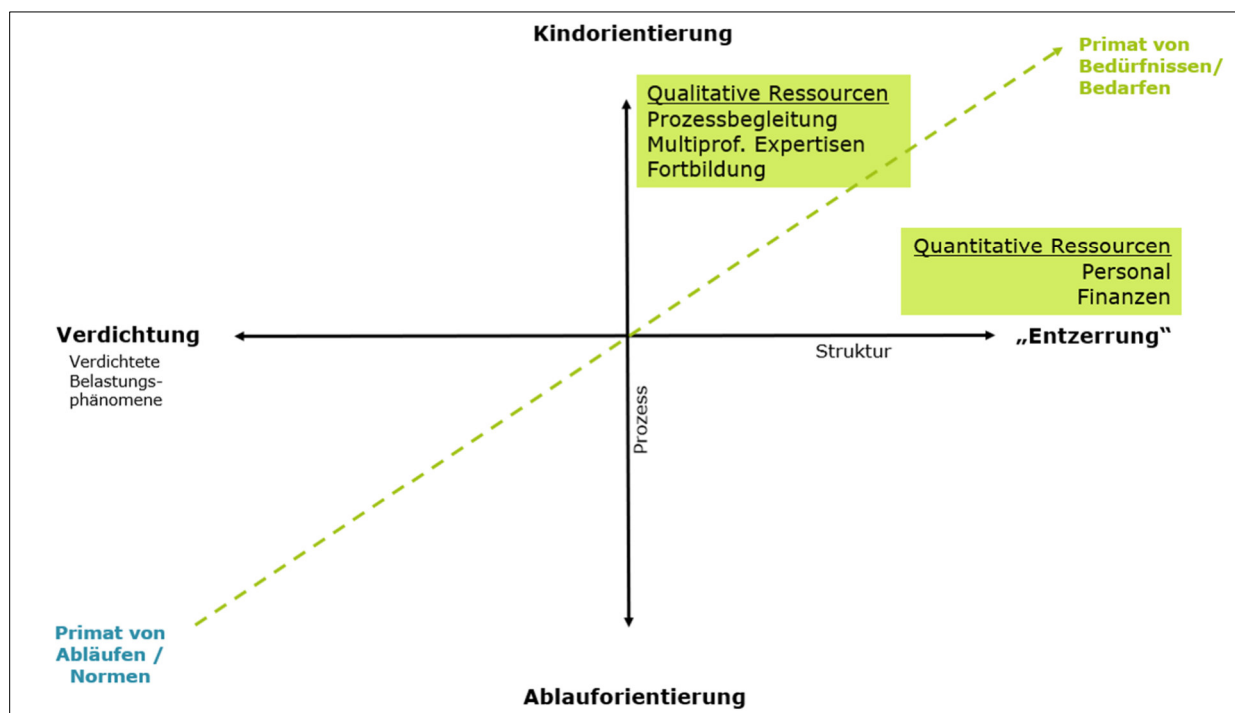 Kindorientierung
Primat von
Bedürfnissen/
Bedarfen
Qualitative Ressourcen
Prozessbegleitung
Multiprof. Expertisen
Fortbildung
Quantitative Ressourcen
Personal
Finanzen
Verdichtung
Verdichtete
Belastungs-
phänomene
Struktur
„Entzerrung“
Prozess
Primat von
Abläufen /
Normen
Ablauforientierung